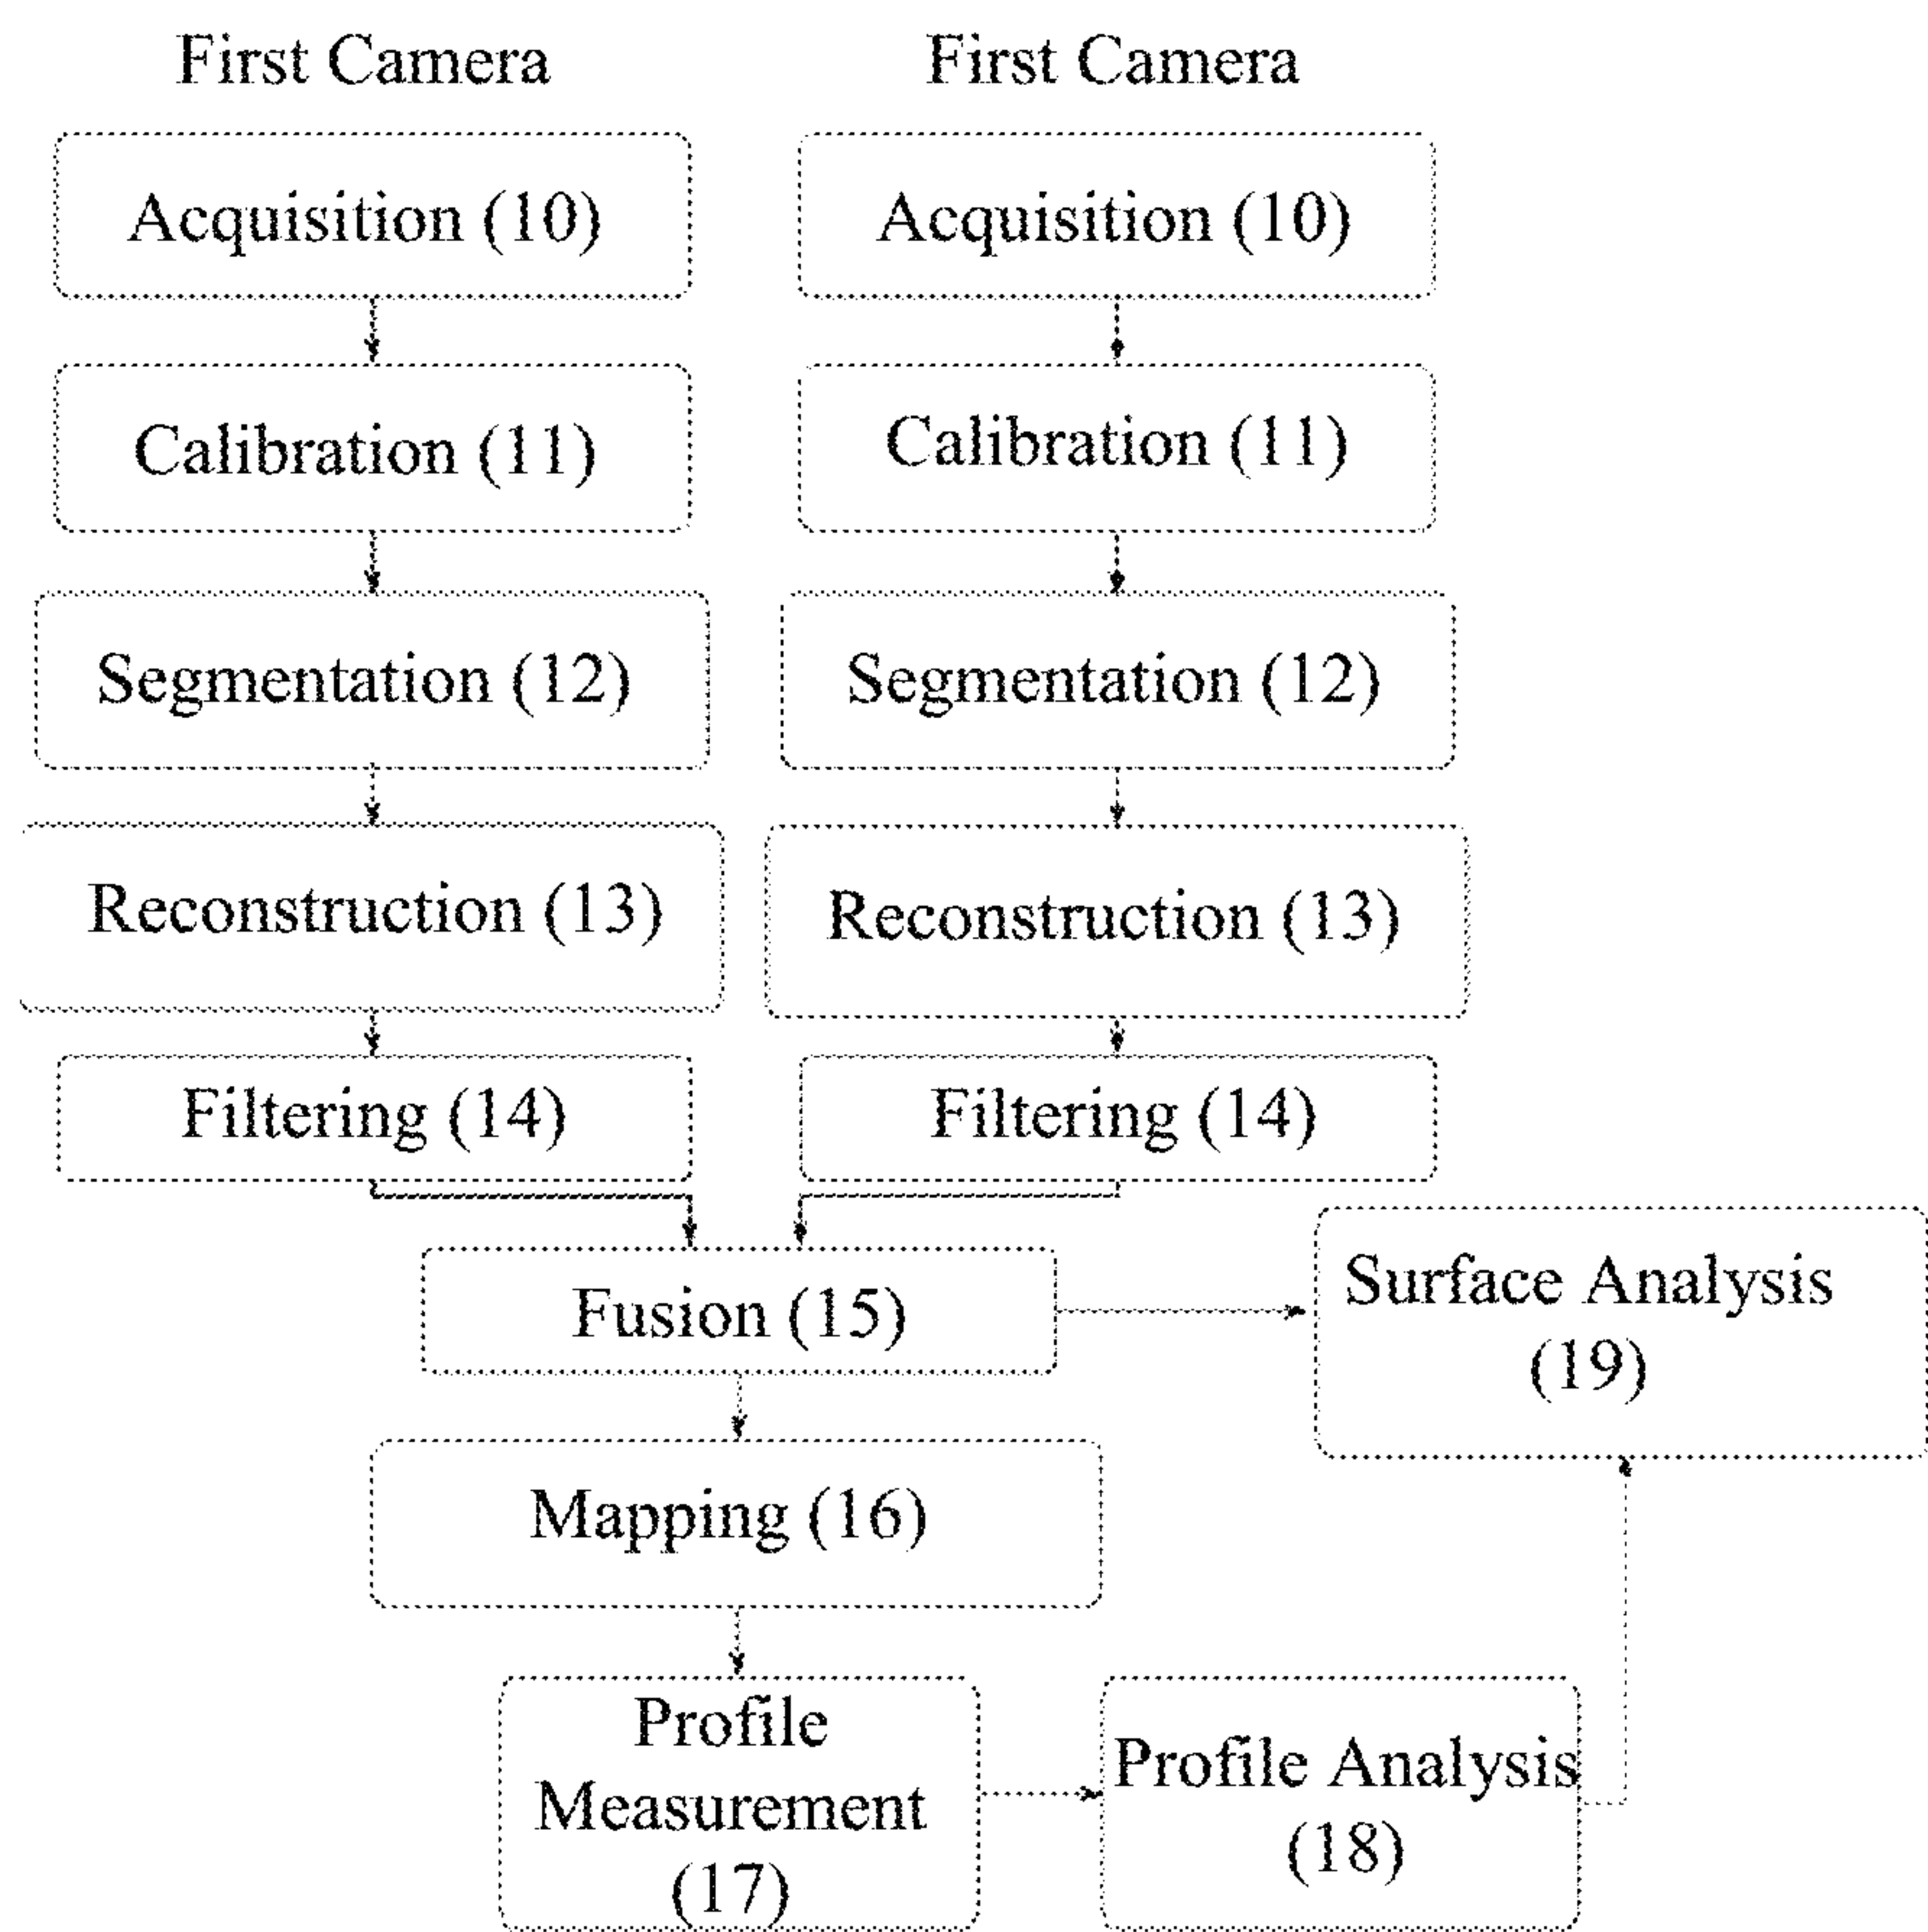 First Camera
First Camera
Acquisition (10)
Acquisition (10)
Calibration (11)
Calibration (11)
Segmentation (12)
Segmentation (12)
Reconstruction (13)
Reconstruction (13)
Filtering (14)
Filtering (14)
Fusion (15)
Surface Analysis
(19)
Mapping (16)
Profile
Measurement
(17)
Profile Analysis
(18)